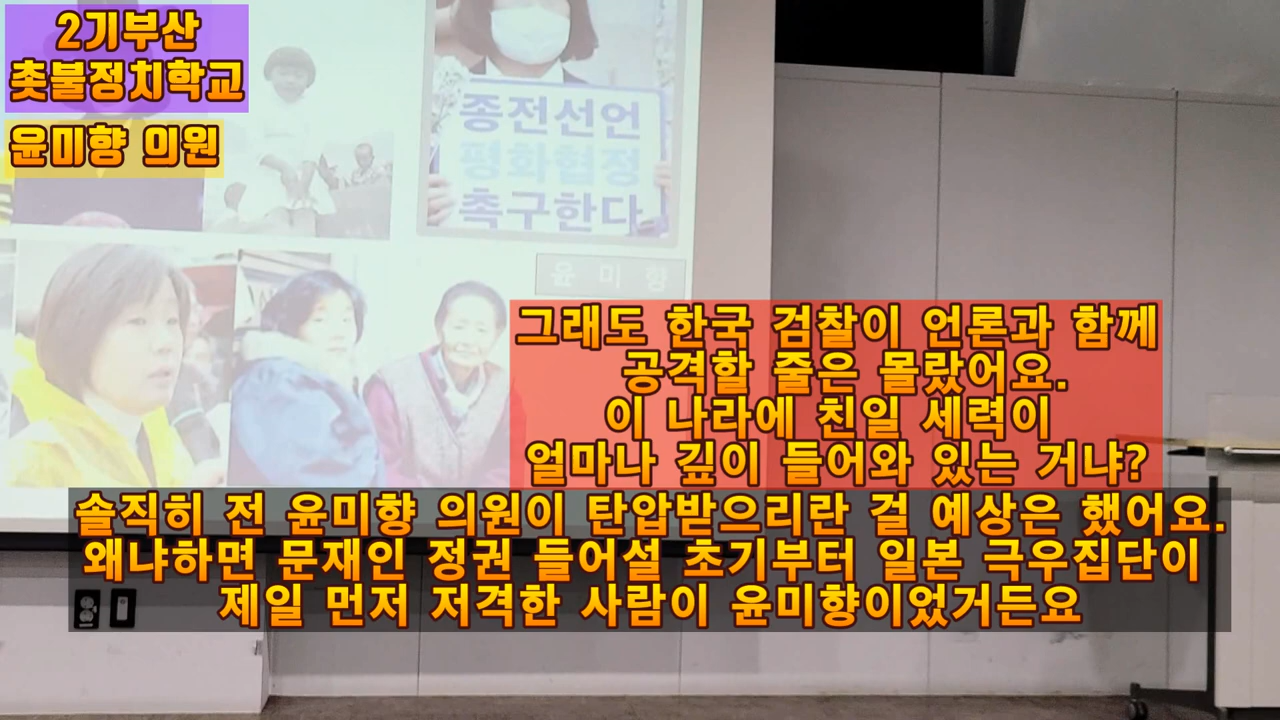 2기부산
촛불정치학교
윤미향 의원
종전선언
평화협정
촉구한다
윤 미 향
그래도 한국 검찰이 언론과 함께
공격할 줄은 몰랐어요.
이 나라에 친일 세력이
얼마나 깊이 들어와 있는 거냐?
솔직히 전 윤미향 의원이 탄압받으리란 걸 예상은 했어요.
왜냐하면 문재인 정권 들어설 초기부터 일본 극우집단이
제일 먼저 저격한 사람이 윤미향이었거든요